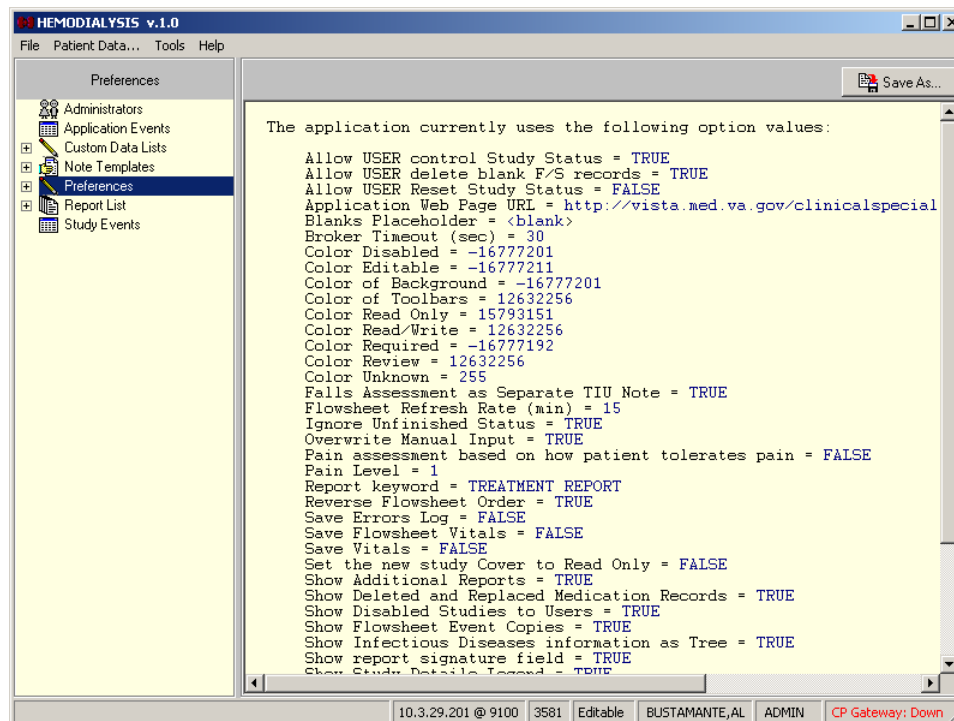 HEMODIALYSIS v.1.0
File Patient Data... Tools Help
Preferences
Save As...
Administrators
Application Events
Custom Data Lists
Note Templates
Preferences
Report List
Study Events
The application currently uses the following option values:
Allow USER control Study Status = TRUE
Allow USER delete blank F/S records = TRUE
Allow USER Reset Study Status = FALSE
Application Web Page URL = http://vista.med.va.gov/clinicalspecial
Blanks Placeholder = <blank>
Broker Timeout (sec) = 30
Color Disabled = -16777201
Color Editable = -16777211
Color of Background = -16777201
Color of Toolbars = 12632256
Color Read Only = 15793151
Color Read/Write = 12632256
Color Required = -16777192
Color Review = 12632256
Color Unknown = 255
Falls Assessment as Separate TIU Note = TRUE
Flowsheet Refresh Rate (min) = 15
Ignore Unfinished Status = TRUE
Overwrite Manual Input = TRUE
Pain assessment based on how patient tolerates pain = FALSE
Pain Level = 1
Report keyword = TREATMENT REPORT
Reverse Flowsheet Order = TRUE
Save Errors Log = FALSE
Save Flowsheet Vitals = FALSE
Save Vitals = FALSE
Set the new study Cover to Read Only = FALSE
Show Additional Reports = TRUE
Show Deleted and Replaced Medication Records = TRUE
Show Disabled Studies to Users = TRUE
Show Flowsheet Event Copies = TRUE
Show Infectious Diseases information as Tree = TRUE
Show report signature field = TRUE
Show Study Details Legend = TRUE
10.3.29.201 @ 9100 3581 Editable BUSTAMANTE,AL ADMIN CP Gateway: Down